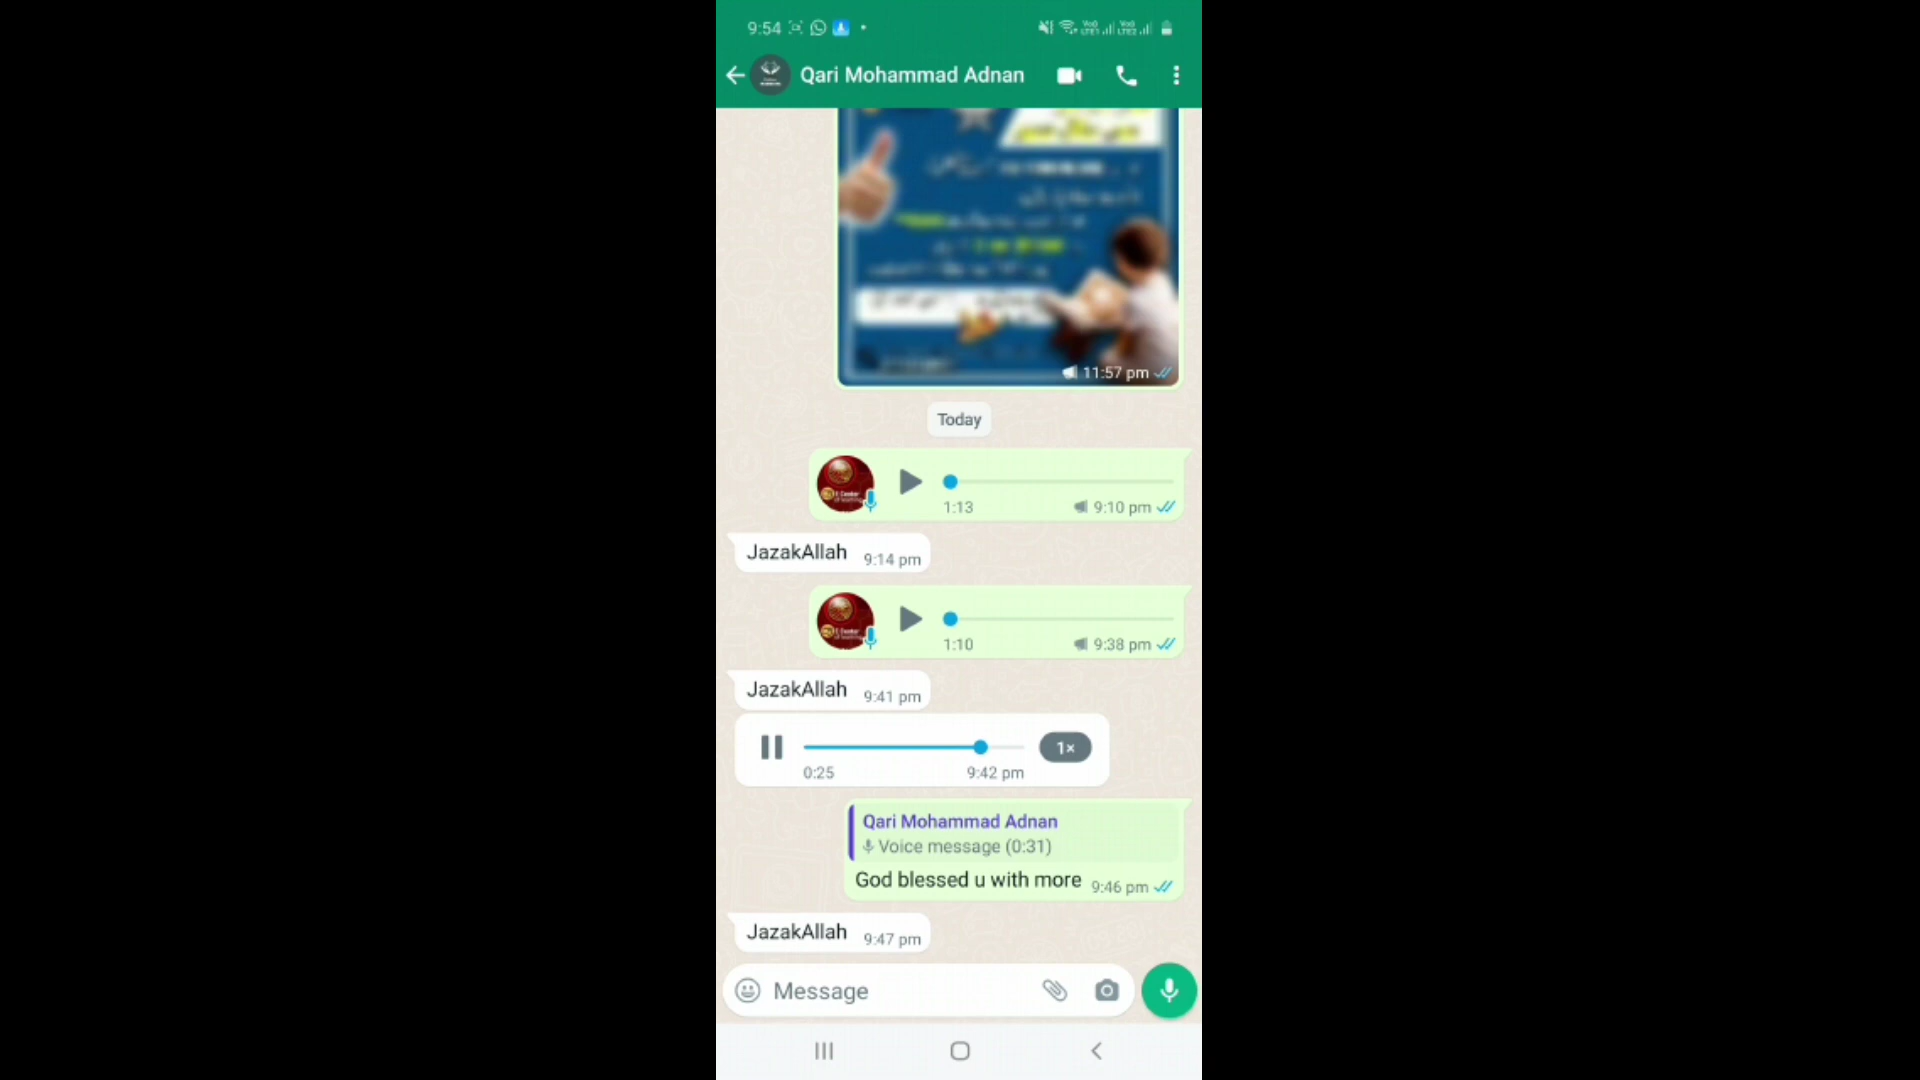 9:54
Qari Mohammad Adnan
11:57 pm
Today
1:13 9:10 pm
JazakAllah 9:14 pm
1:10 9:38 pm
JazakAllah 9:41 pm
1×
0:25 9:42 pm
Qari Mohammad Adnan
Voice message (0:31)
God blessed u with more 9:46 pm
JazakAllah 9:47 pm
Message